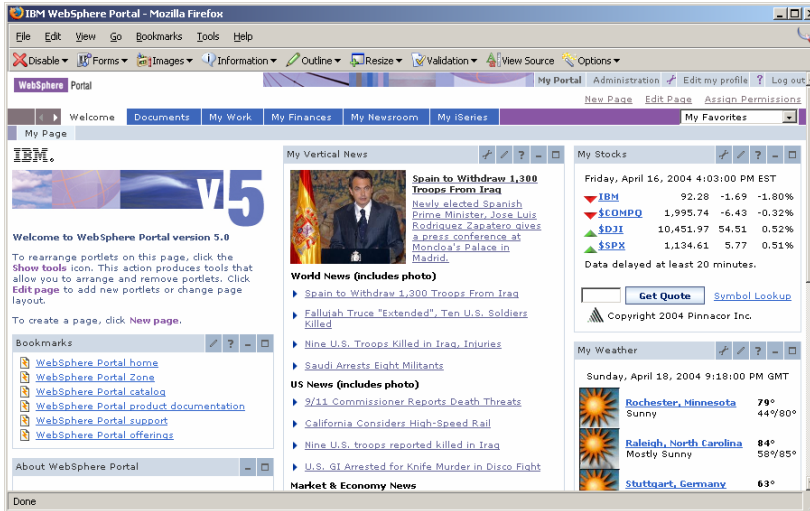 IBM WebSphere Portal - Mozilla Firefox
File Edit View Go Bookmarks Tools Help
Disable Forms Images Information Outline Resize Validation View Source Options
WebSphere Portal
My Portal Administration Edit my profile ? Log out
New Page Edit Page Assign Permissions
Welcome Documents My Work My Finances My Newsroom My iSeries
My Favorites
My Page
IBM.
v5
Welcome to WebSphere Portal version 5.0
To rearrange portlets on this page, click the
Show tools icon. This action produces tools that
allow you to arrange and remove portlets. Click
Edit page to add new portlets or change page
layout.
To create a page, click New page.
Bookmarks
WebSphere Portal home
WebSphere Portal Zone
WebSphere Portal catalog
WebSphere Portal product documentation
WebSphere Portal support
WebSphere Portal offerings
About WebSphere Portal
My Vertical News
Spain to Withdraw 1,300
Troops From Iraq
Newly elected Spanish
Prime Minister, Jose Luis
Rodriguez Zapatero gives
a press conference at
Moncloa's Palace in
Madrid.
World News (includes photo)
Spain to Withdraw 1,300 Troops From Iraq
Fallujah Truce "Extended", Ten U.S. Soldiers
Killed
Nine U.S. Troops Killed in Iraq, Injuries
Saudi Arrests Eight Militants
US News (includes photo)
9/11 Commissioner Reports Death Threats
California Considers High-Speed Rail
Nine U.S. troops reported killed in Iraq
U.S. GI Arrested for Knife Murder in Disco Fight
Market & Economy News
My Stocks
Friday, April 16, 2004 4:03:00 PM EST
IBM 92.28 -1.69 -1.80%
$COMPQ 1,995.74 -6.43 -0.32%
$DJI 10,451.97 54.51 0.52%
$SPX 1,134.61 5.77 0.51%
Data delayed at least 20 minutes.
Get Quote Symbol Lookup
Copyright 2004 Pinnacor Inc.
My Weather
Sunday, April 18, 2004 9:18:00 PM GMT
Rochester, Minnesota 79°
Sunny 44°/80°
Raleigh, North Carolina 84°
Mostly Sunny 58°/85°
Stuttgart, Germany 63°
Done